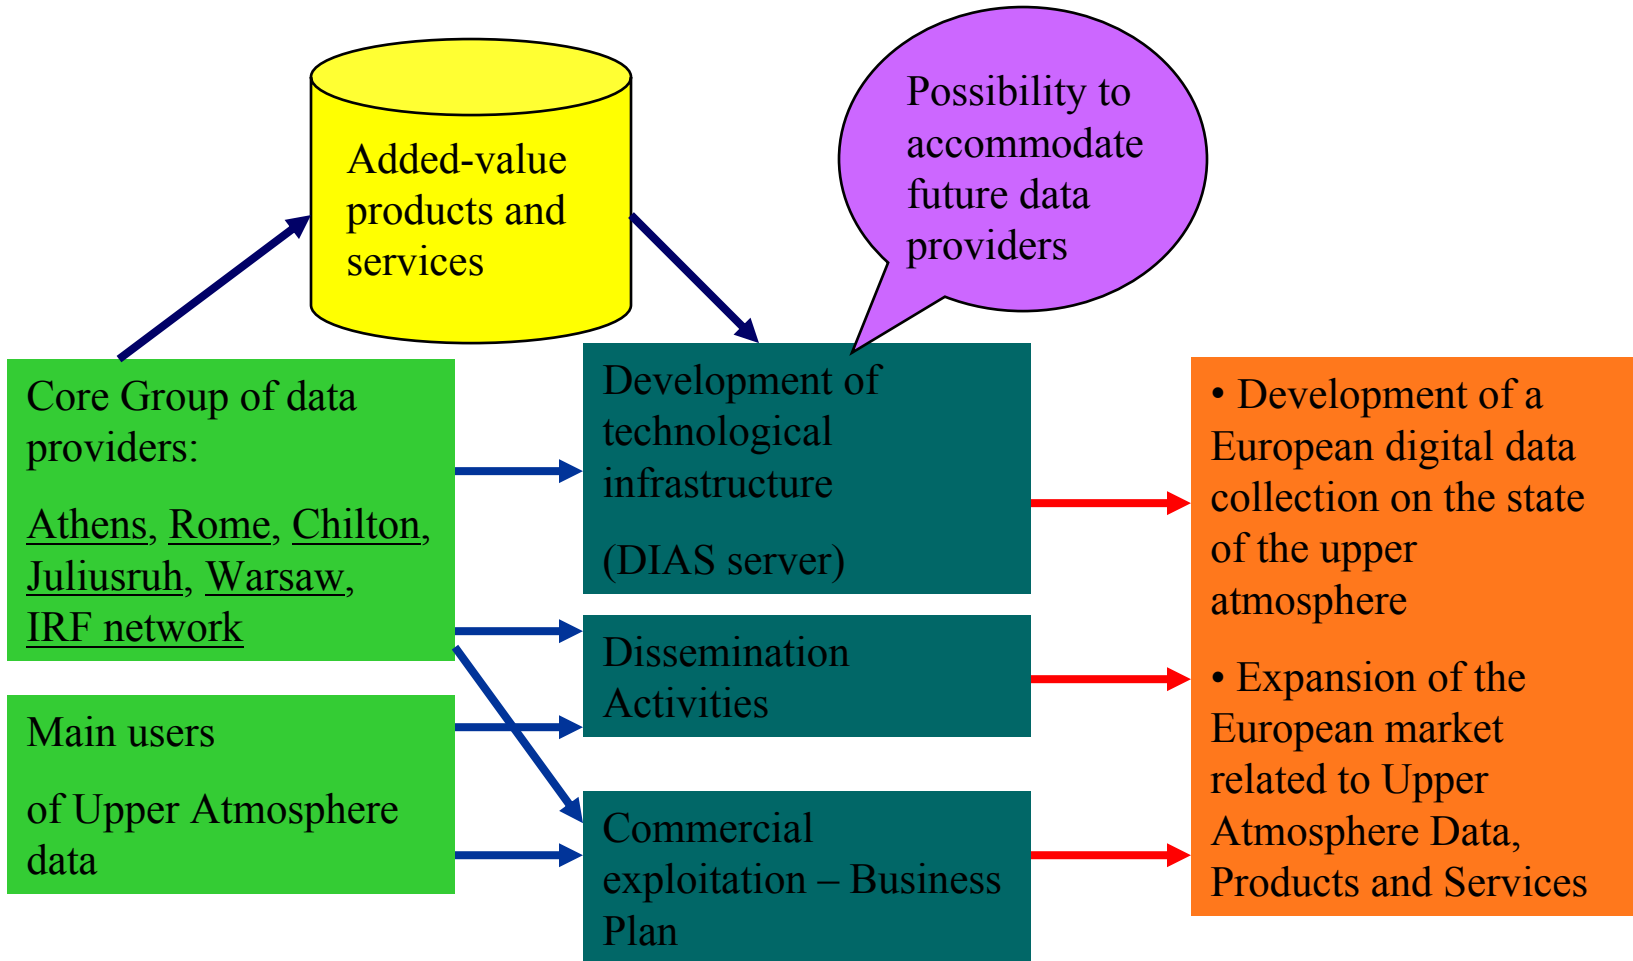 Added-value
products and
services
Possibility to
accommodate
future data
providers
Core Group of data
providers:
Athens, Rome, Chilton,
Juliusruh, Warsaw,
IRF network
Main users
of Upper Atmosphere
data
Development of
technological
infrastructure
(DIAS server)
Dissemination
Activities
Commercial
exploitation – Business
Plan
• Development of a
European digital data
collection on the state
of the upper
atmosphere
• Expansion of the
European market
related to Upper
Atmosphere Data,
Products and Services